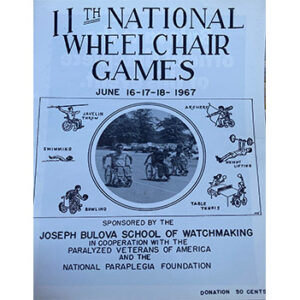 11TH NATIONAL
WHEELCHAIR
GAMES
JUNE 16-17-18- 1967
JAVELIN
THROW
ARCHERY
SWIMMING
WEIGHT
LIFTING
BOWLING
TABLE
TENNIS
SPONSORED BY THE
JOSEPH BULOVA SCHOOL OF WATCHMAKING
IN COOPERATION WITH THE
PARALYZED VETERANS OF AMERICA
AND THE
NATIONAL PARAPLEGIA FOUNDATION
DONATION 50 CENTS